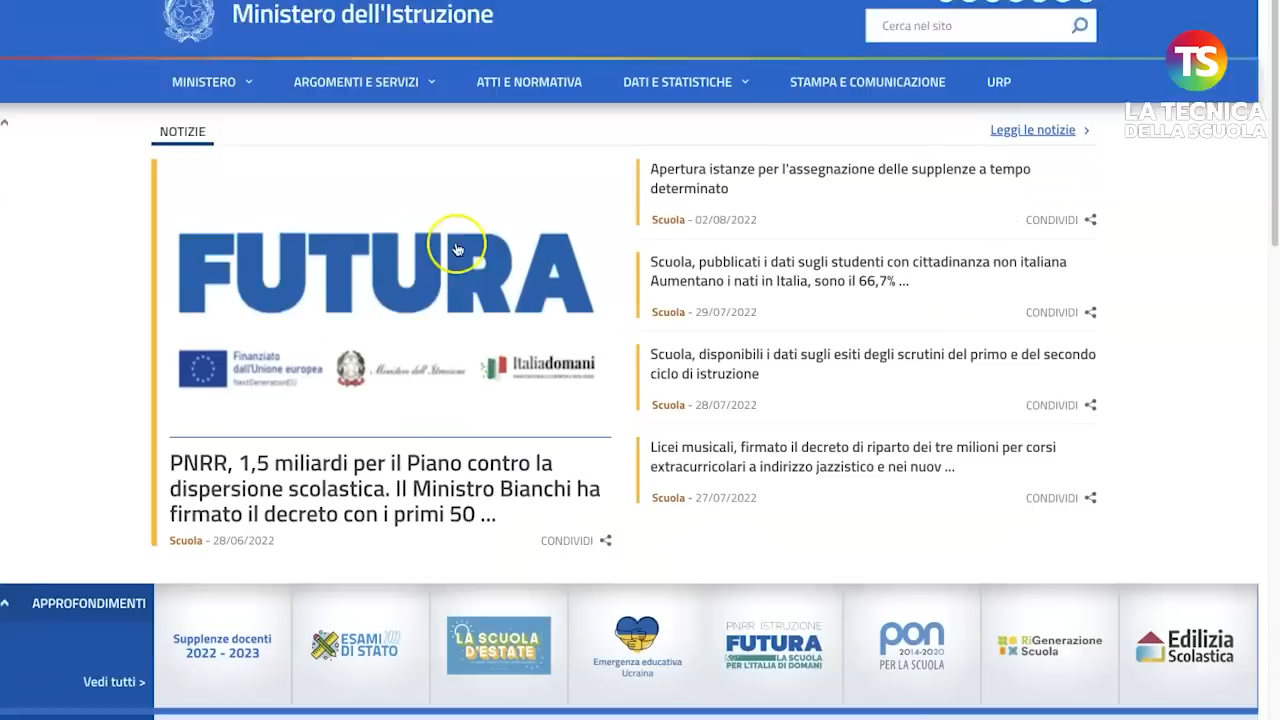 Ministero dell'Istruzione
Cerca nel sito
TS
LA TECNICA
DELLA SCUOLA
MINISTERO
ARGOMENTI E SERVIZI
ATTI E NORMATIVA
DATI E STATISTICHE
STAMPA E COMUNICAZIONE
URP
NOTIZIE
Leggi le notizie >
FUTURA
Finanziato
dall'Unione europea
NextGenerationEU
Ministero dell'Istruzione
Italiadomani
PNRR, 1,5 miliardi per il Piano contro la
dispersione scolastica. Il Ministro Bianchi ha
firmato il decreto con i primi 50 ...
Scuola - 28/06/2022
CONDIVIDI
Apertura istanze per l'assegnazione delle supplenze a tempo
determinato
Scuola - 02/08/2022
CONDIVIDI
Scuola, pubblicati i dati sugli studenti con cittadinanza non italiana
Aumentano i nati in Italia, sono il 66,7% ...
Scuola - 29/07/2022
CONDIVIDI
Scuola, disponibili i dati sugli esiti degli scrutini del primo e del secondo
ciclo di istruzione
Scuola - 28/07/2022
CONDIVIDI
Licei musicali, firmato il decreto di riparto dei tre milioni per corsi
extracurricolari a indirizzo jazzistico e nei nuov ...
Scuola - 27/07/2022
CONDIVIDI
APPROFONDIMENTI
Vedi tutti >
Supplenze docenti
2022 - 2023
ESAMI
DI STATO
LA SCUOLA
D'ESTATE
Emergenza educativa
Ucraina
PNRR ISTRUZIONE
FUTURA
LA SCUOLA
PER L'ITALIA DI DOMANI
pon
2014-2020
PER LA SCUOLA
RiGenerazione
Scuola
Edilizia
Scolastica